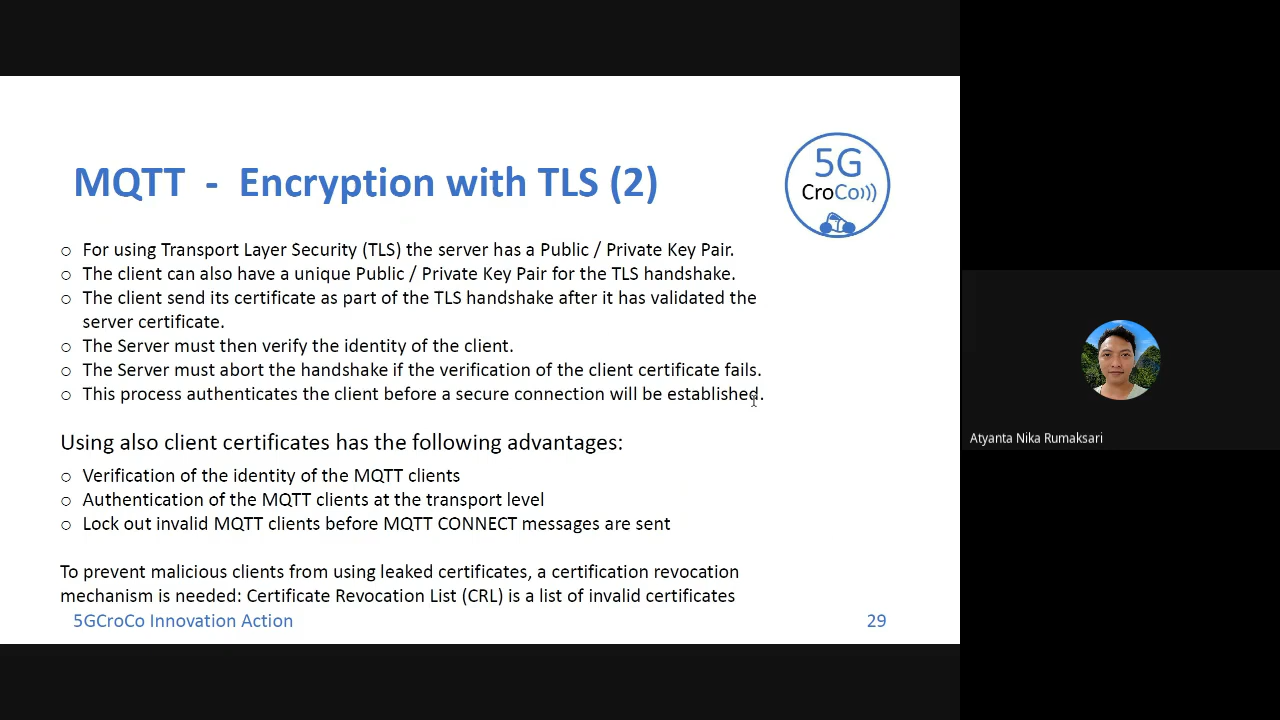 MQTT - Encryption with TLS (2)
5G
CroCo
o For using Transport Layer Security (TLS) the server has a Public / Private Key Pair.
o The client can also have a unique Public / Private Key Pair for the TLS handshake.
o The client send its certificate as part of the TLS handshake after it has validated the
server certificate.
o The Server must then verify the identity of the client.
o The Server must abort the handshake if the verification of the client certificate fails.
o This process authenticates the client before a secure connection will be established.
Using also client certificates has the following advantages:
o Verification of the identity of the MQTT clients
o Authentication of the MQTT clients at the transport level
o Lock out invalid MQTT clients before MQTT CONNECT messages are sent
To prevent malicious clients from using leaked certificates, a certification revocation
mechanism is needed: Certificate Revocation List (CRL) is a list of invalid certificates
5GCroCo Innovation Action
29
Atyanta Nika Rumaksari